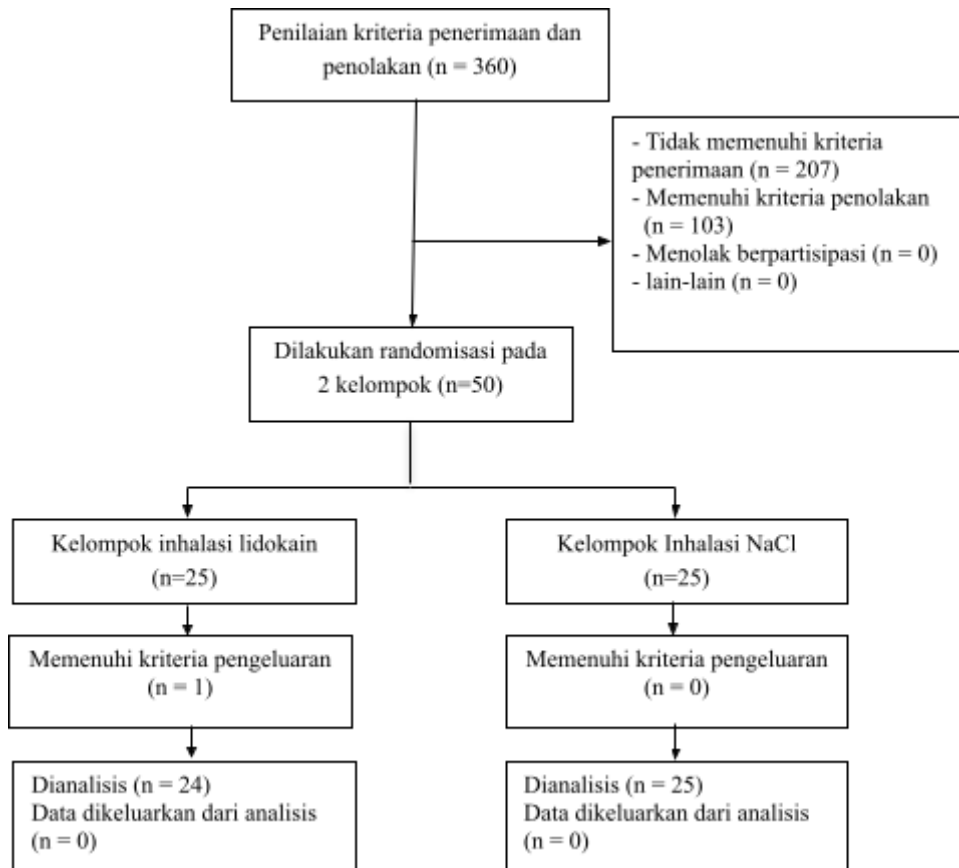 Penilaian kriteria penerimaan dan
penolakan (n = 360)
- Tidak memenuhi kriteria
penerimaan (n = 207)
- Memenuhi kriteria penolakan
(n = 103)
- Menolak berpartisipasi (n = 0)
- lain-lain (n = 0)
Dilakukan randomisasi pada
2 kelompok (n=50)
Kelompok inhalasi lidokain
(n=25)
Kelompok Inhalasi NaCl
(n=25)
Memenuhi kriteria pengeluaran
(n = 1)
Memenuhi kriteria pengeluaran
(n = 0)
Dianalisis (n = 24)
Data dikeluarkan dari analisis
(n = 0)
Dianalisis (n = 25)
Data dikeluarkan dari analisis
(n = 0)